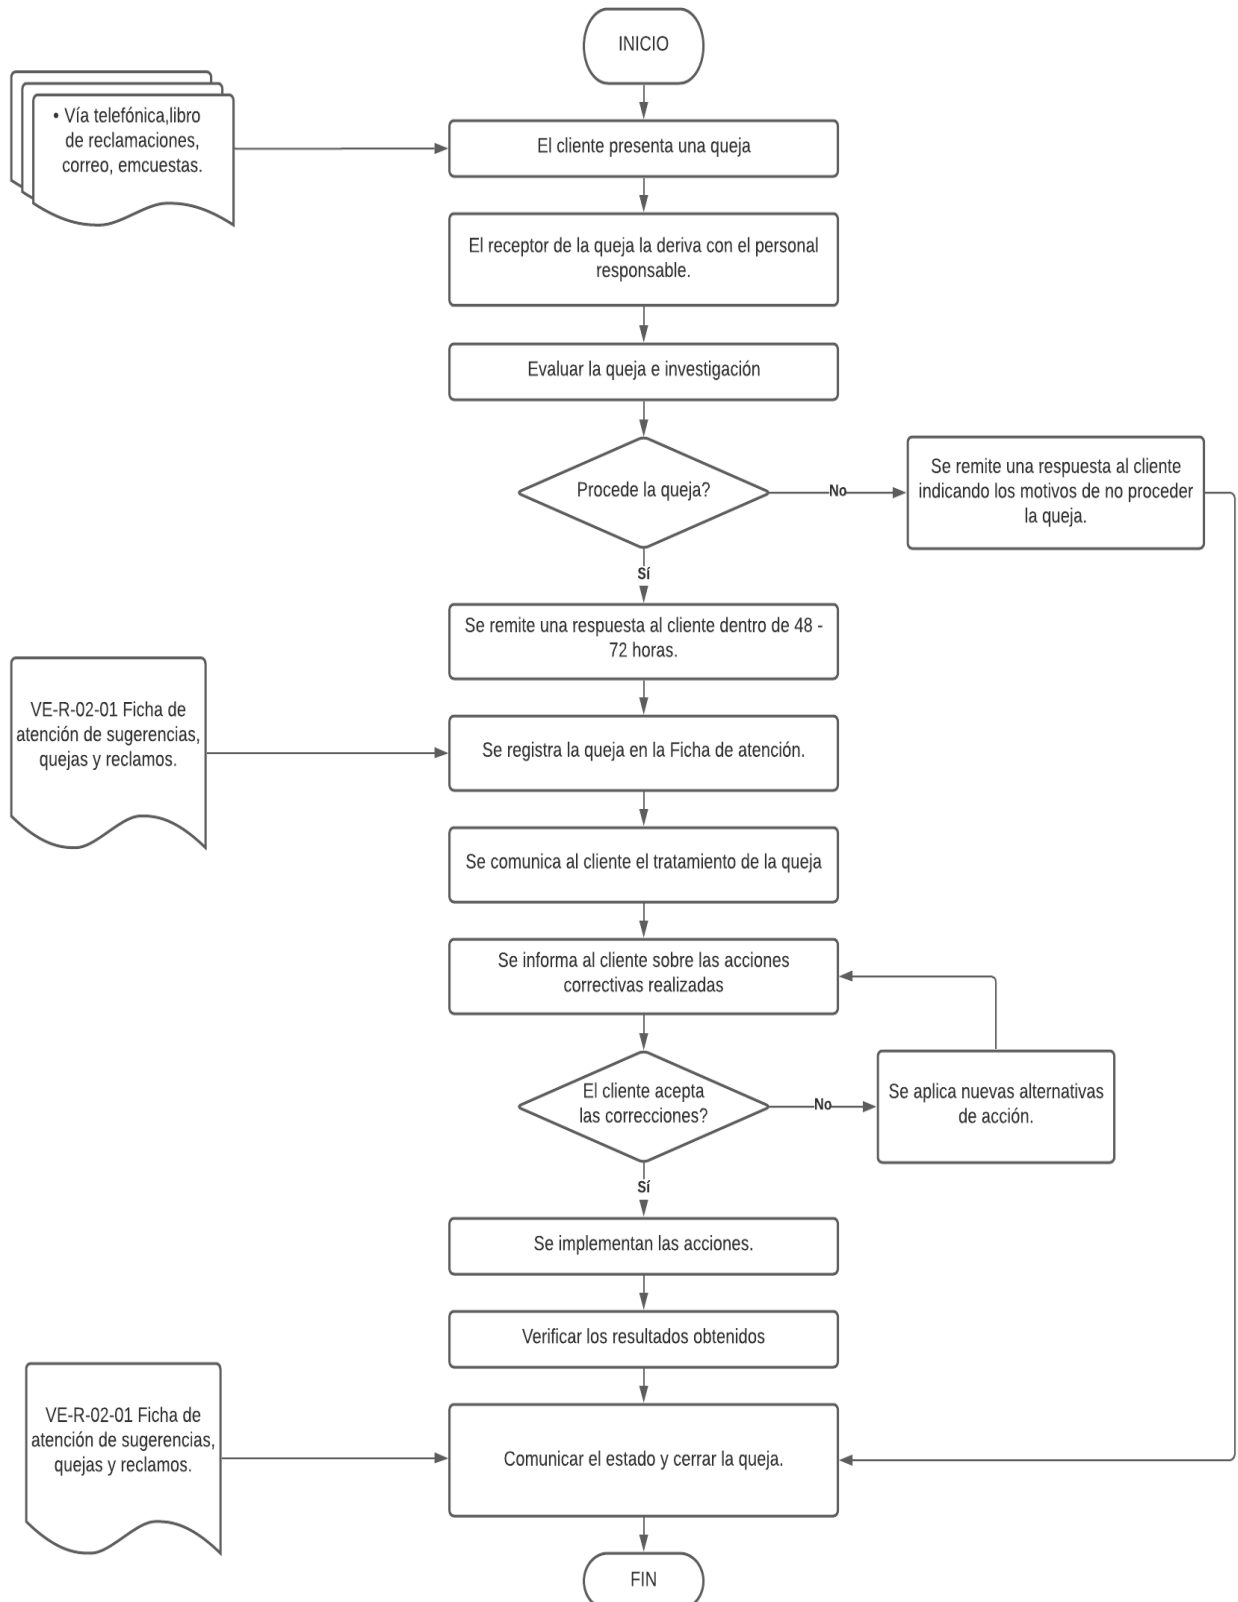 INICIO
• Vía telefónica,libro
de reclamaciones,
correo, emcuestas.
El cliente presenta una queja
El receptor de la queja la deriva con el personal
responsable.
Evaluar la queja e investigación
Procede la queja?
No
Se remite una respuesta al cliente
indicando los motivos de no proceder
la queja.
Sí
Se remite una respuesta al cliente dentro de 48 -
72 horas.
VE-R-02-01 Ficha de
atención de sugerencias,
quejas y reclamos.
Se registra la queja en la Ficha de atención.
Se comunica al cliente el tratamiento de la queja
Se informa al cliente sobre las acciones
correctivas realizadas
El cliente acepta
las correcciones?
No
Se aplica nuevas alternativas
de acción.
Sí
Se implementan las acciones.
Verificar los resultados obtenidos
VE-R-02-01 Ficha de
atención de sugerencias,
quejas y reclamos.
Comunicar el estado y cerrar la queja.
FIN